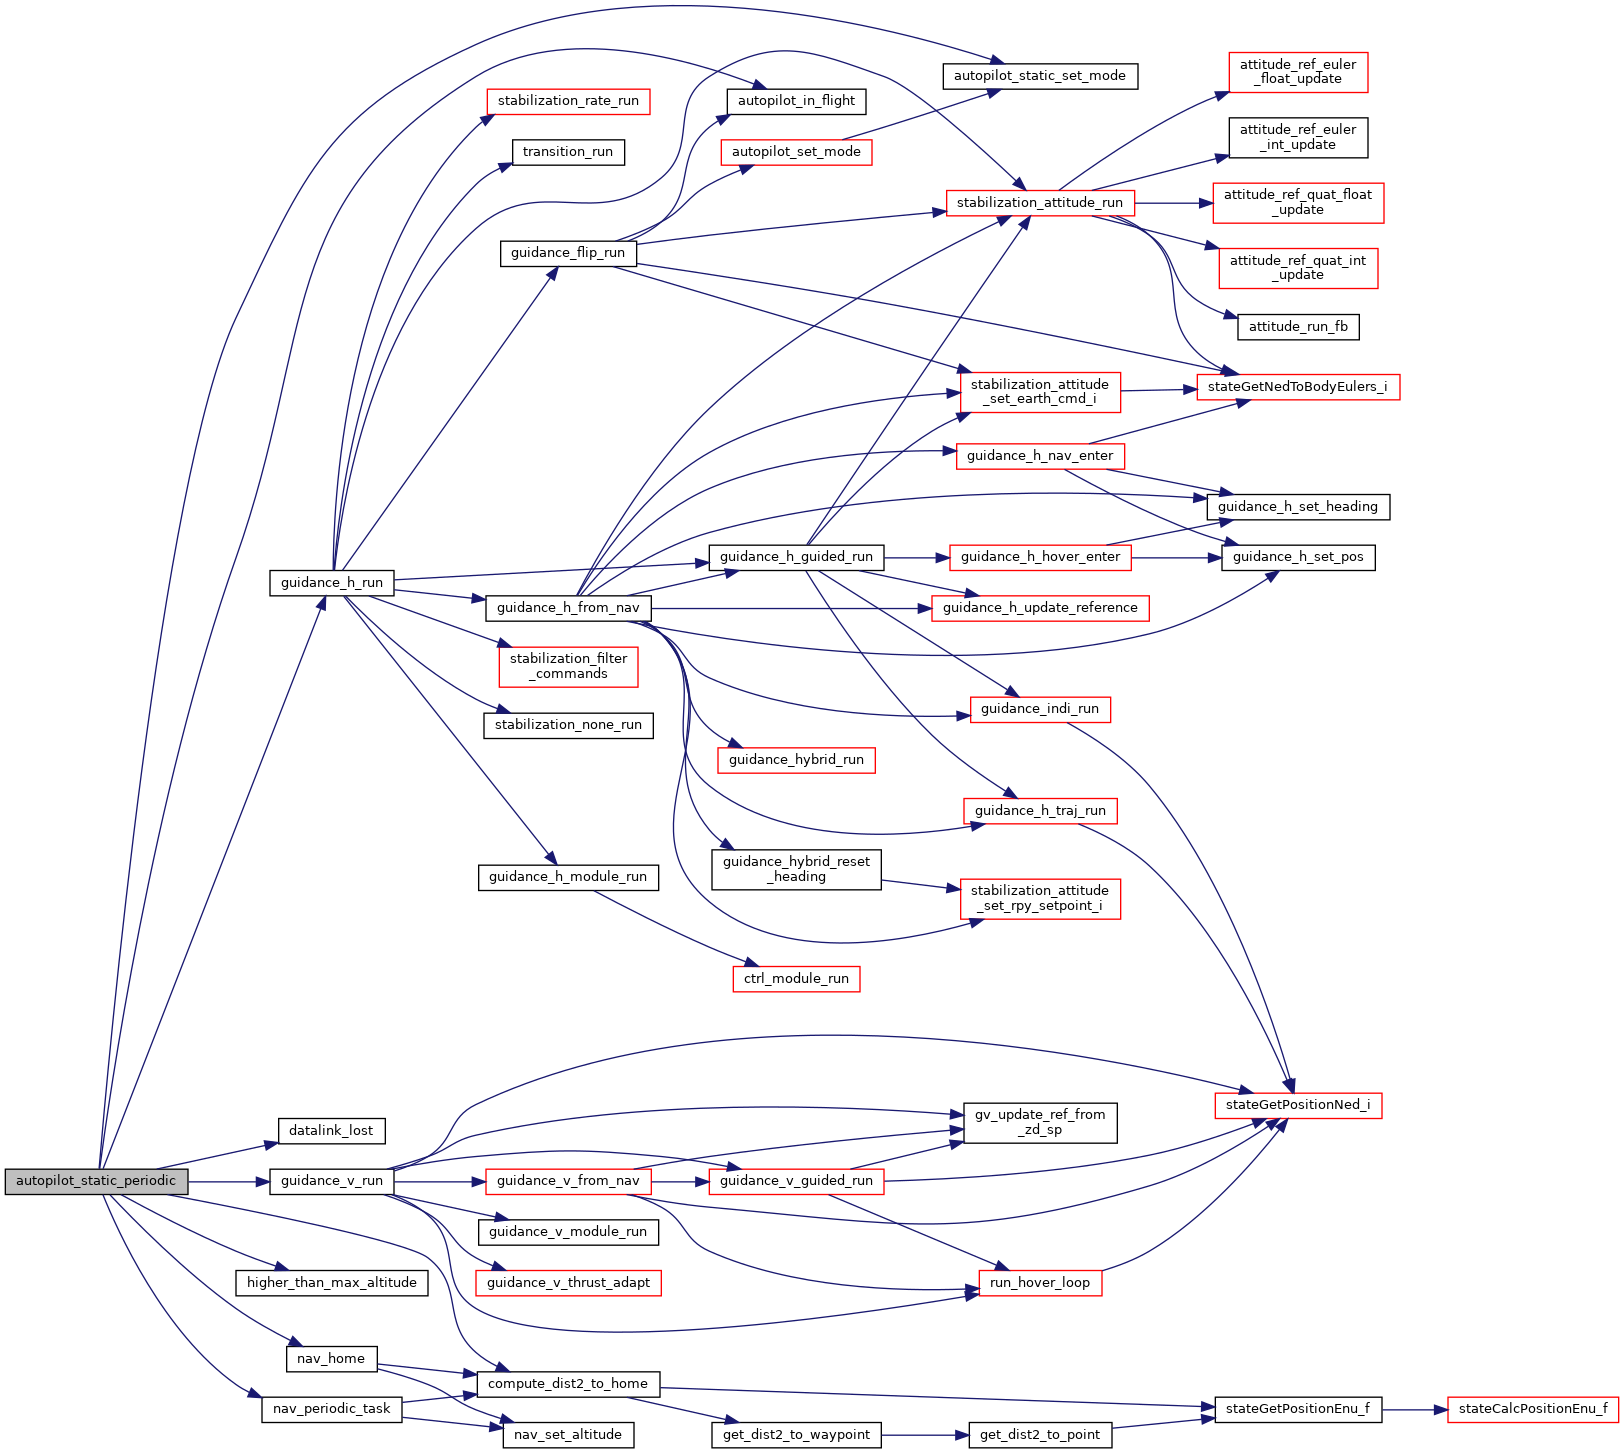 autopilot_static_set_mode
attitude_ref_euler
_float_update
stabilization_rate_run
autopilot_in_flight
attitude_ref_euler
_int_update
transition_run
autopilot_set_mode
stabilization_attitude_run
attitude_ref_quat_float
_update
guidance_flip_run
attitude_ref_quat_int
_update
attitude_run_fb
stabilization_attitude
_set_earth_cmd_i
stateGetNedToBodyEulers_i
guidance_h_nav_enter
guidance_h_set_heading
guidance_h_run
guidance_h_guided_run
guidance_h_hover_enter
guidance_h_set_pos
guidance_h_from_nav
guidance_h_update_reference
stabilization_filter
_commands
stabilization_none_run
guidance_indi_run
guidance_hybrid_run
guidance_h_traj_run
guidance_h_module_run
guidance_hybrid_reset
_heading
stabilization_attitude
_set_rpy_setpoint_i
ctrl_module_run
stateGetPositionNed_i
datalink_lost
gv_update_ref_from
_zd_sp
autopilot_static_periodic
guidance_v_run
guidance_v_from_nav
guidance_v_guided_run
guidance_v_module_run
higher_than_max_altitude
guidance_v_thrust_adapt
run_hover_loop
nav_home
compute_dist2_to_home
nav_periodic_task
stateGetPositionEnu_f
stateCalcPositionEnu_f
nav_set_altitude
get_dist2_to_waypoint
get_dist2_to_point